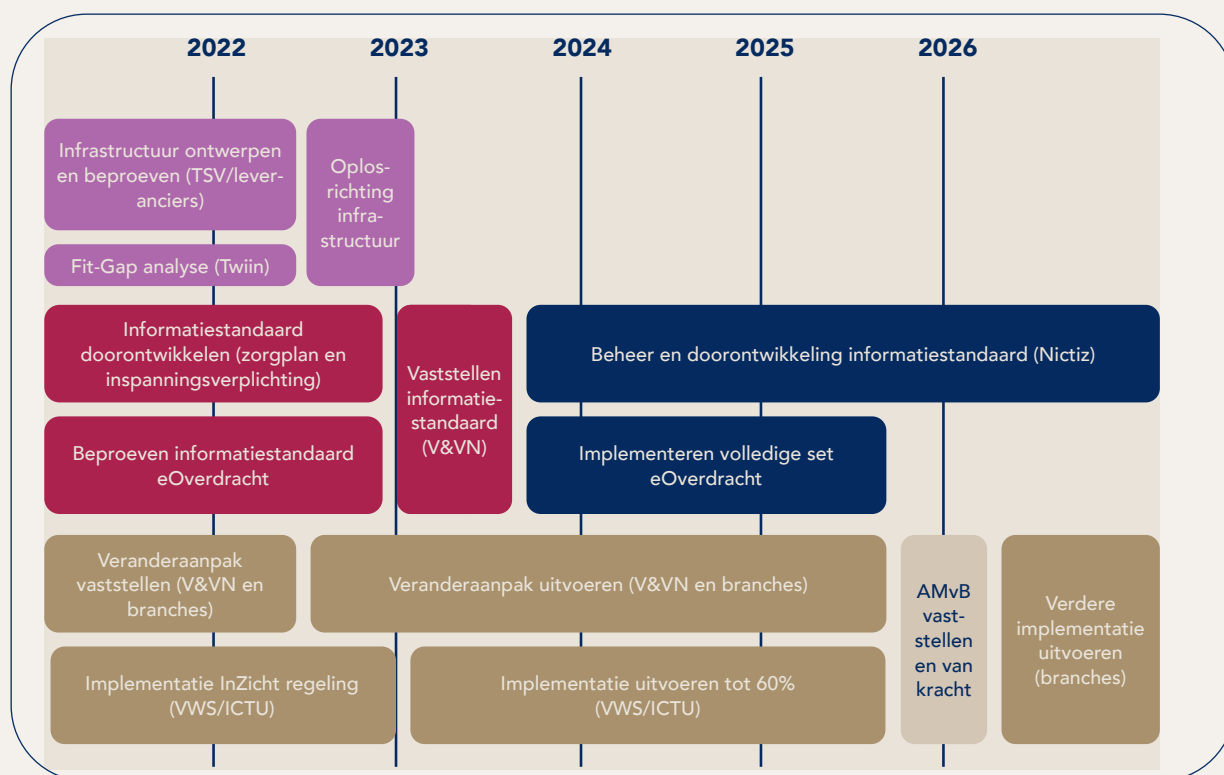 2022
2023
2024
2025
2026
Infrastructuur ontwerpen
en beproeven (TSV/lever-
anciers)
Fit-Gap analyse (Twiin)
Oplos-
richting
infra-
structuur
Informatiestandaard
doorontwikkelen (zorgplan en
inspanningsverplichting)
Beproeven informatiestandaard
eOverdracht
Vaststellen
informatie-
standaard
(V&VN)
Beheer en doorontwikkeling informatiestandaard (Nictiz)
Implementeren volledige set
eOverdracht
Veranderaanpak
vaststellen (V&VN en
branches)
Veranderaanpak uitvoeren (V&VN en branches)
Implementatie InZicht regeling
(VWS/ICTU)
Implementatie uitvoeren tot 60%
(VWS/ICTU)
AMvB
vast-
stellen
en van
kracht
Verdere
implementatie
uitvoeren
(branches)